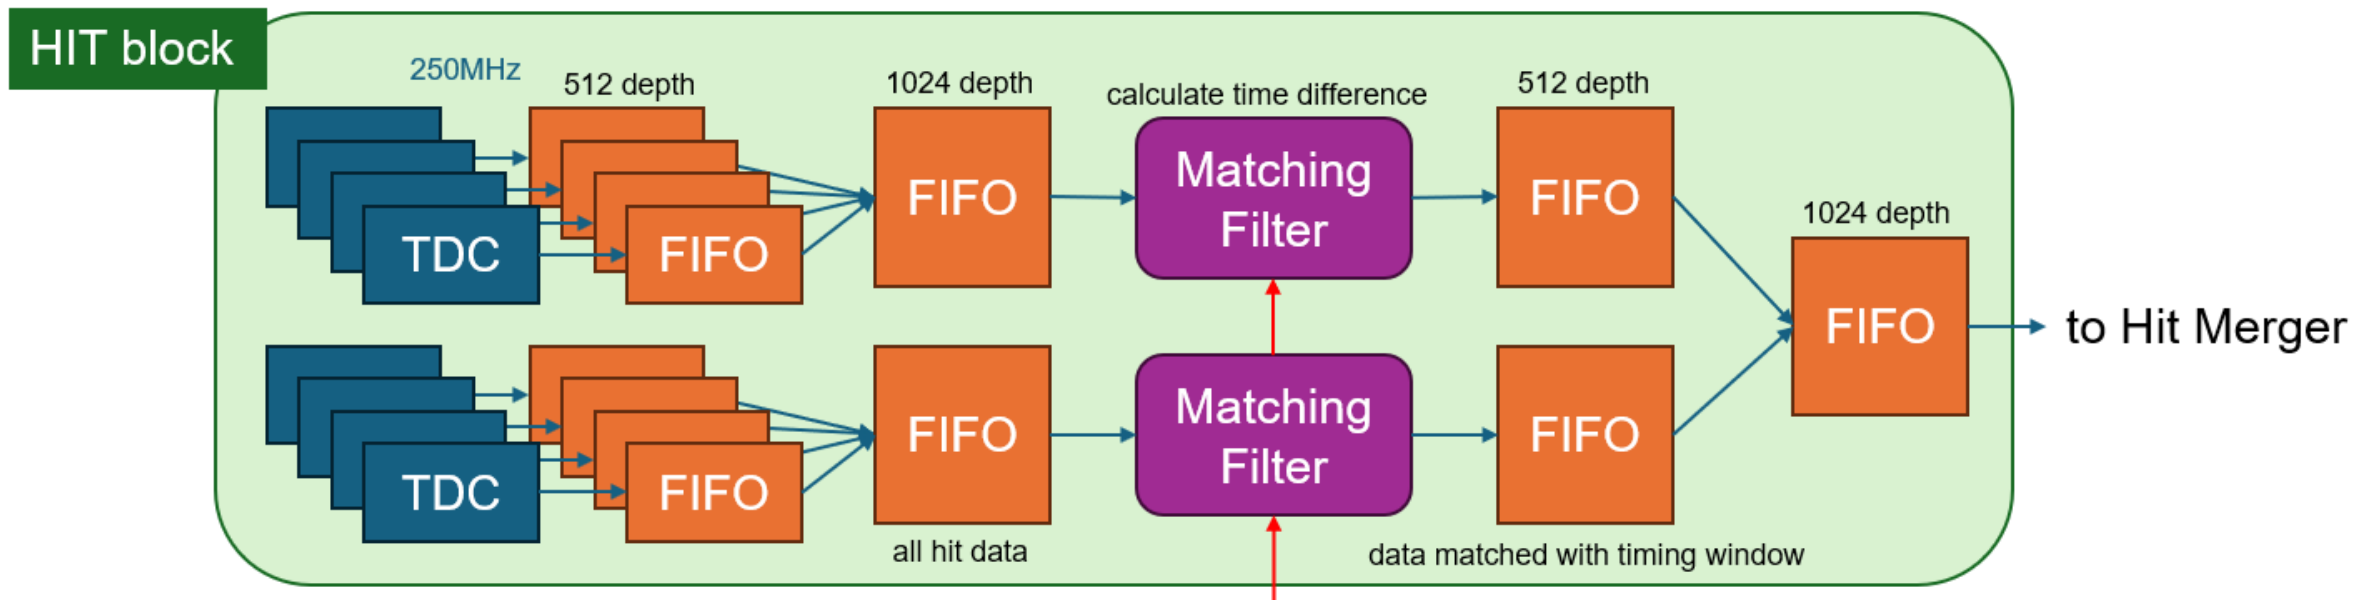 HIT block
250MHz
512 depth
1024 depth
calculate time difference
512 depth
TDC
FIFO
FIFO
Matching
Filter
FIFO
1024 depth
FIFO
to Hit Merger
TDC
FIFO
FIFO
Matching
Filter
FIFO
all hit data
data matched with timing window